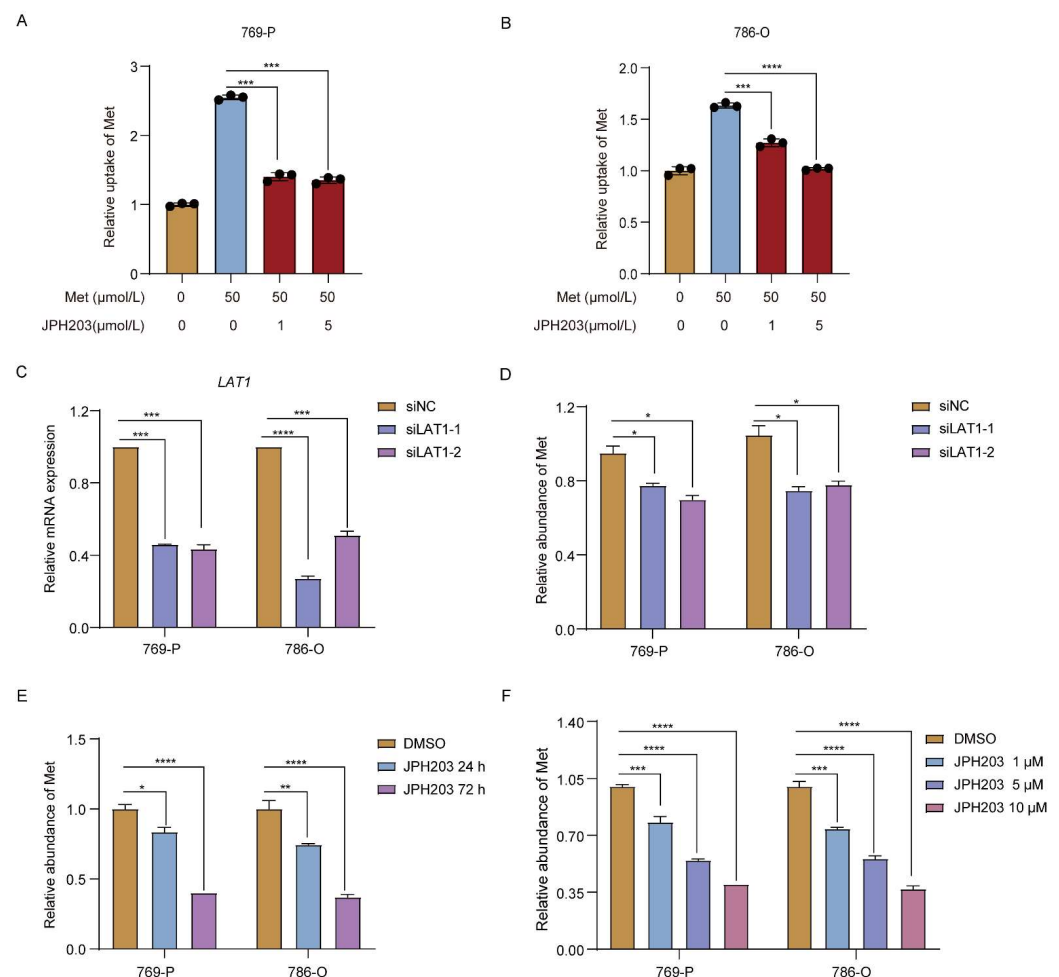 A
769-P
Relative uptake of Met
3
2
1
0
***
***
Met (µmol/L) 0 50 50 50
JPH203(µmol/L) 0 0 1 5
B
786-O
Relative uptake of Met
2.0
1.5
1.0
0.5
0.0
****
***
0 50 50 50
0 0 1 5
C
LAT1
Relative mRNA expression
1.2
0.8
0.4
0.0
***
***
***
****
769-P 786-O
siNC
siLAT1-1
siLAT1-2
D
Relative abundance of Met
1.2
0.8
0.4
0.0
*
*
*
*
769-P 786-O
siNC
siLAT1-1
siLAT1-2
E
Relative abundance of Met
1.5
1.0
0.5
0.0
****
*
****
**
769-P 786-O
DMSO
JPH203 24 h
JPH203 72 h
F
Relative abundance of Met
1.40
1.05
0.70
0.35
0.00
****
****
***
****
****
***
769-P 786-O
DMSO
JPH203 1 µM
JPH203 5 µM
JPH203 10 µM